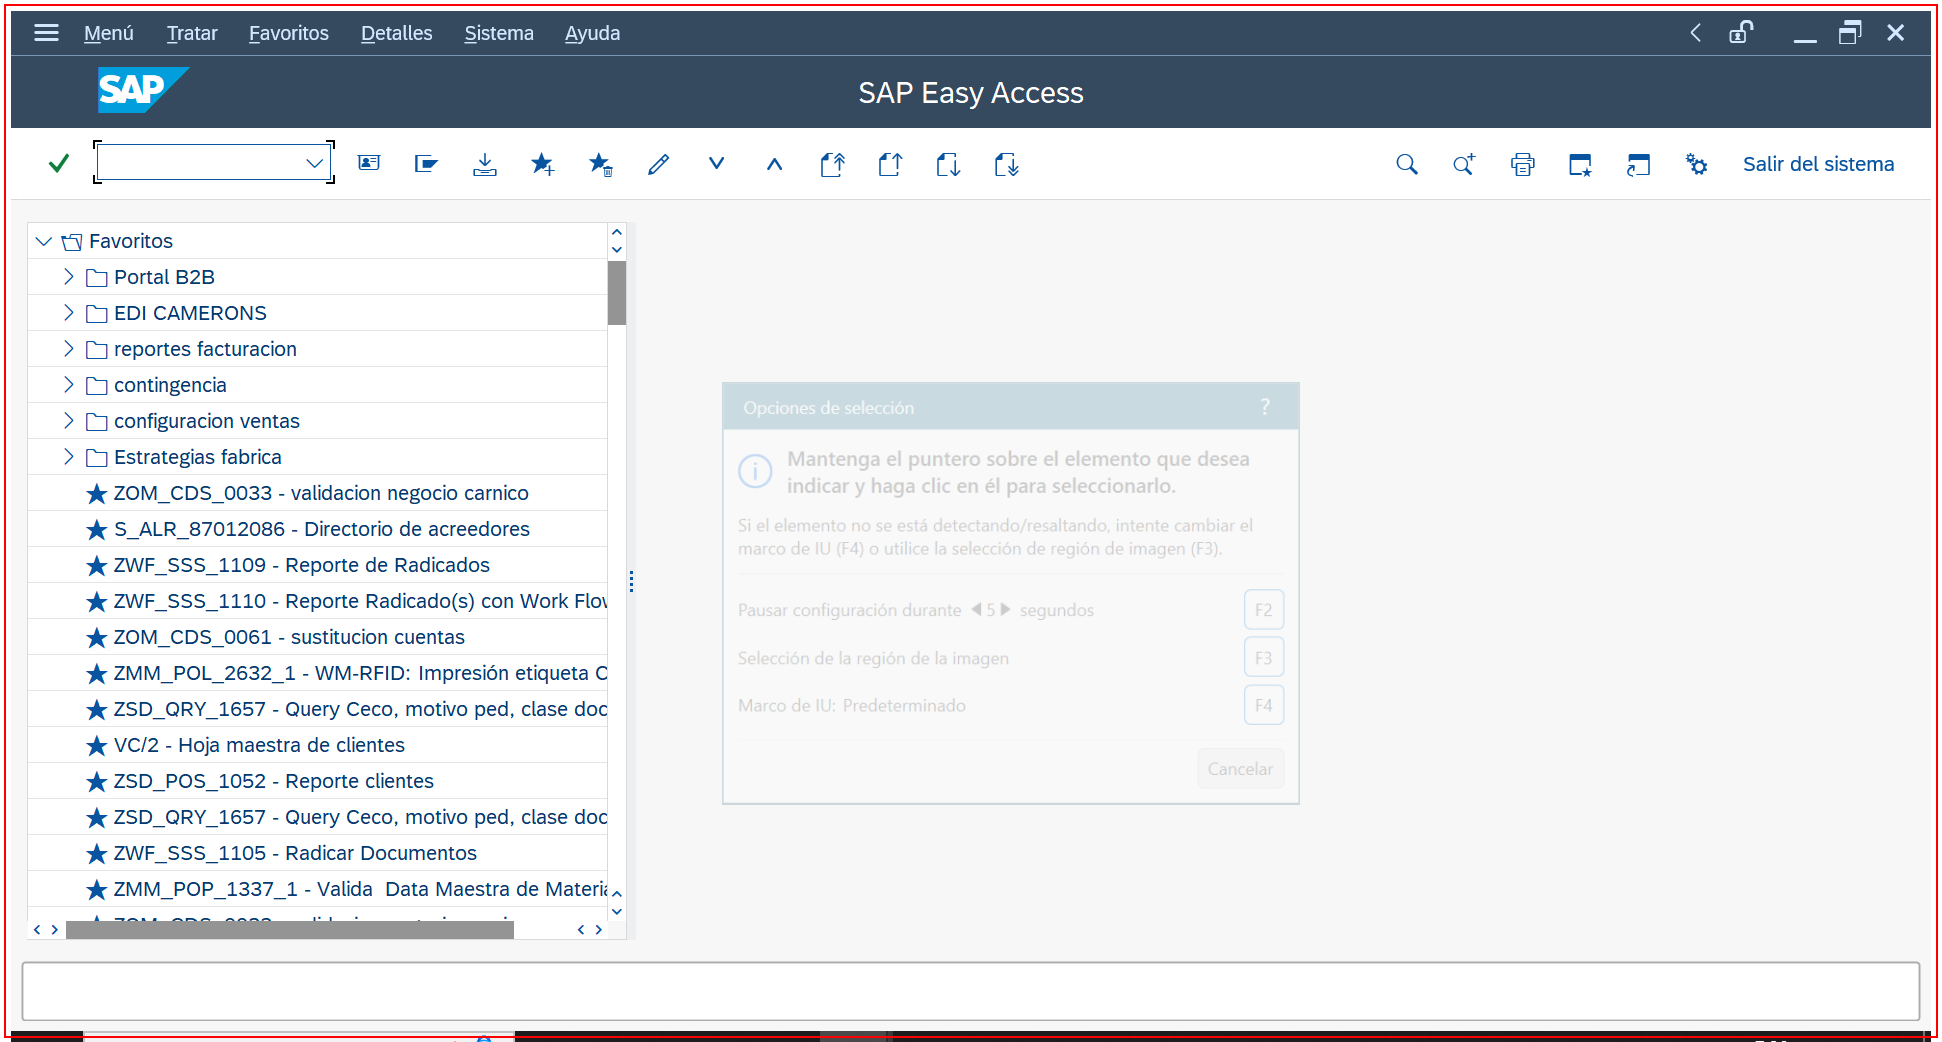 Menú Tratar Favoritos Detalles Sistema Ayuda
SAP
SAP Easy Access
Salir del sistema
Favoritos
Portal B2B
EDI CAMERONS
reportes facturacion
contingencia
configuracion ventas
Estrategias fabrica
ZOM_CDS_0033 - validacion negocio carnico
S_ALR_87012086 - Directorio de acreedores
ZWF_SSS_1109 - Reporte de Radicados
ZWF_SSS_1110 - Reporte Radicado(s) con Work Flow
ZOM_CDS_0061 - sustitucion cuentas
ZMM_POL_2632_1 - WM-RFID: Impresión etiqueta C
ZSD_QRY_1657 - Query Ceco, motivo ped, clase doc
VC/2 - Hoja maestra de clientes
ZSD_POS_1052 - Reporte clientes
ZSD_QRY_1657 - Query Ceco, motivo ped, clase doc
ZWF_SSS_1105 - Radicar Documentos
ZMM_POP_1337_1 - Valida  Data Maestra de Materia
Opciones de selección ?
Mantenga el puntero sobre el elemento que desea
indicar y haga clic en él para seleccionarlo.
Si el elemento no se está detectando/resaltando, intente cambiar el
marco de IU (F4) o utilice la selección de región de imagen (F3).
Pausar configuración durante 5 segundos F2
Selección de la región de la imagen F3
Marco de IU: Predeterminado F4
Cancelar